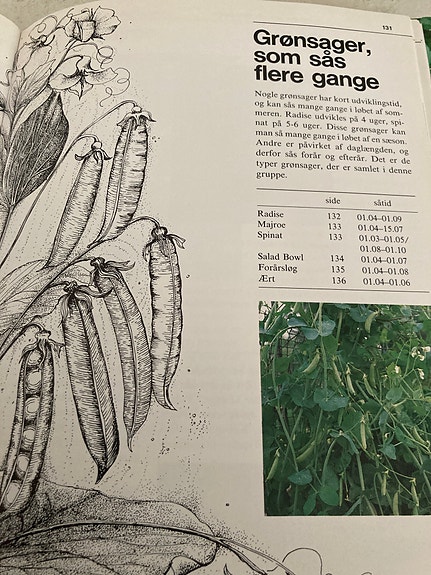 131
Grønsager,
som sås
flere gange
Nogle grønsager har kort udviklingstid,
og kan sås mange gange i løbet af som-
meren. Radise udvikles på 4 uger, spi-
nat på 5-6 uger. Disse grønsager kan
man så mange gange i løbet af en sæson.
Andre er påvirket af daglængden, og
derfor sås forår og efterår. Det er de
typer grønsager, der er samlet i denne
gruppe.
side såtid
Radise 132 01.04–01.09
Majroe 133 01.04–15.07
Spinat 133 01.03–01.05/
01.08–01.10
Salad Bowl 134 01.04–01.07
Forårsløg 135 01.04–01.08
Ært 136 01.04–01.06